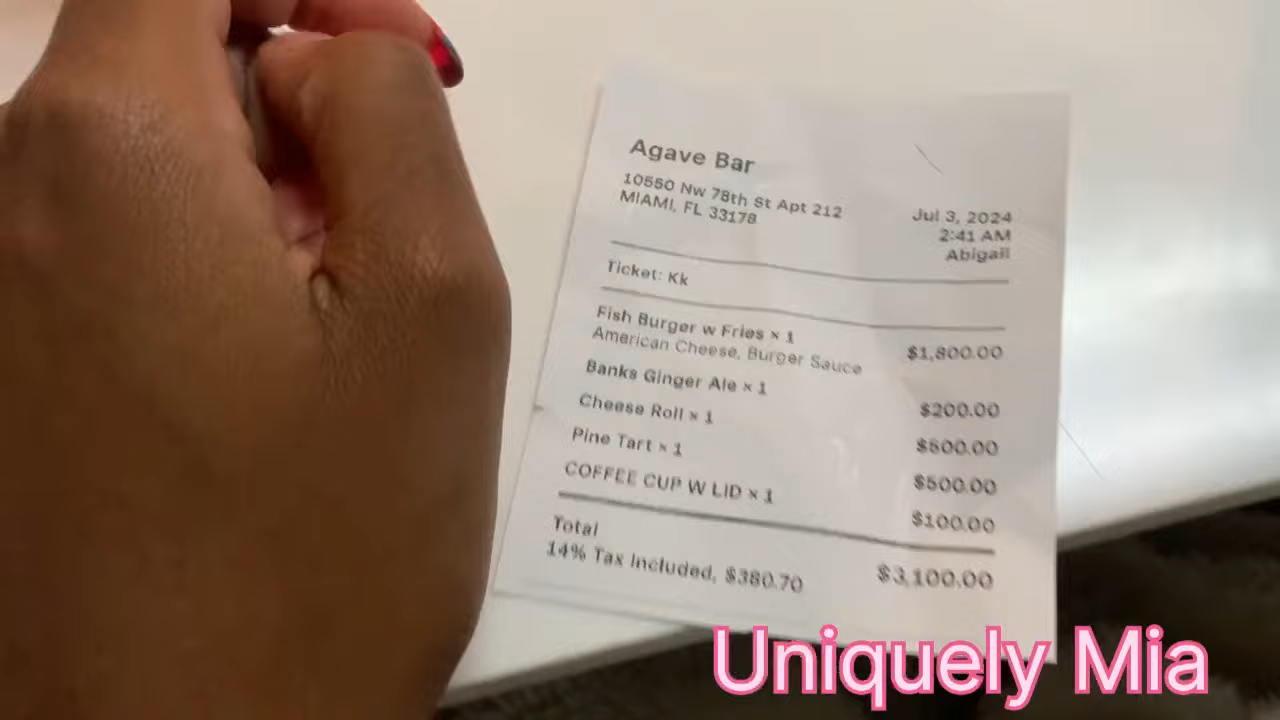 Agave Bar
10550 Nw 78th St Apt 212
MIAMI, FL 33178
Jul 3, 2024
2:41 AM
Abigail
Ticket: Kk
Fish Burger w Fries × 1 $1,800.00
American Cheese, Burger Sauce
Banks Ginger Ale × 1 $200.00
Cheese Roll × 1 $500.00
Pine Tart × 1 $500.00
COFFEE CUP W LID × 1 $100.00
Total $3,100.00
14% Tax Included, $380.70
Uniquely Mia